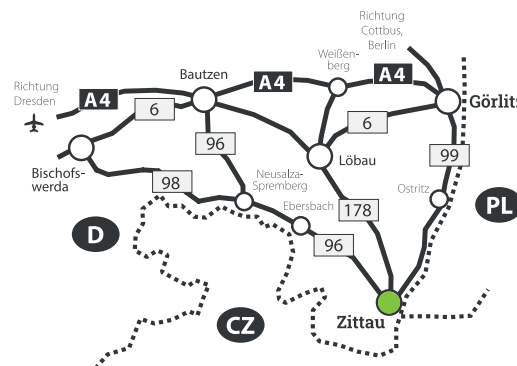 Richtung
Cottbus,
Berlin
Weißen-
berg
Bautzen
A4
A4
Richtung
Dresden
A4
6
Görlitz
6
96
99
Löbau
Bischofs-
werda
98
Neusalza-
Spremberg
Ostritz
PL
Ebersbach
178
D
96
CZ
Zittau